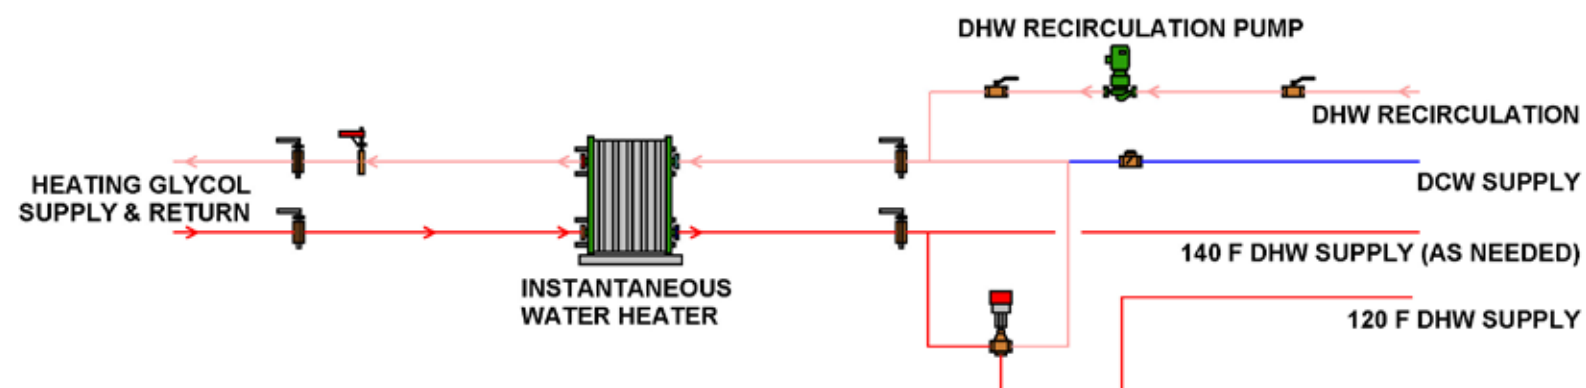 DHW RECIRCULATION PUMP
DHW RECIRCULATION
HEATING GLYCOL
SUPPLY & RETURN
DCW SUPPLY
140 F DHW SUPPLY (AS NEEDED)
INSTANTANEOUS
WATER HEATER
120 F DHW SUPPLY